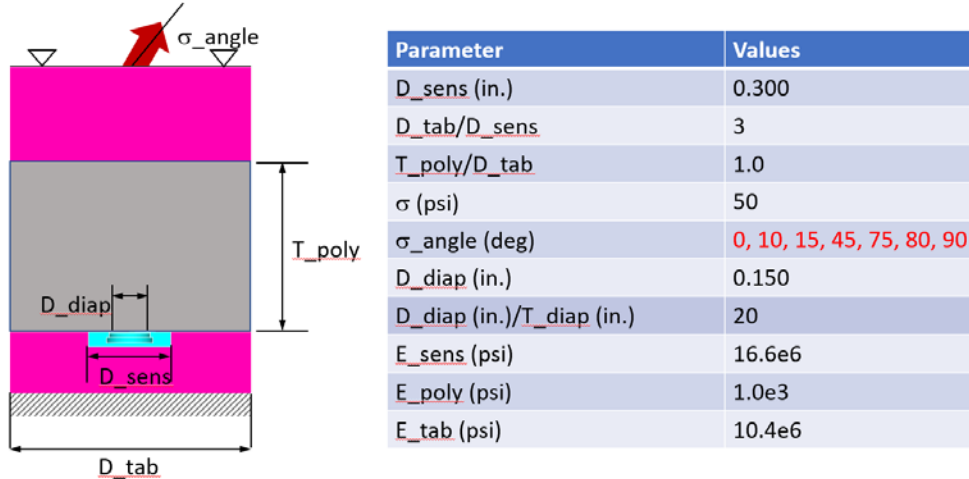 σ_angle
T_poly
D_diap
D_sens
D_tab
Parameter Values
D_sens (in.) 0.300
D_tab/D_sens 3
T_poly/D_tab 1.0
σ (psi) 50
σ_angle (deg) 0, 10, 15, 45, 75, 80, 90
D_diap (in.) 0.150
D_diap (in.)/T_diap (in.) 20
E_sens (psi) 16.6e6
E_poly (psi) 1.0e3
E_tab (psi) 10.4e6